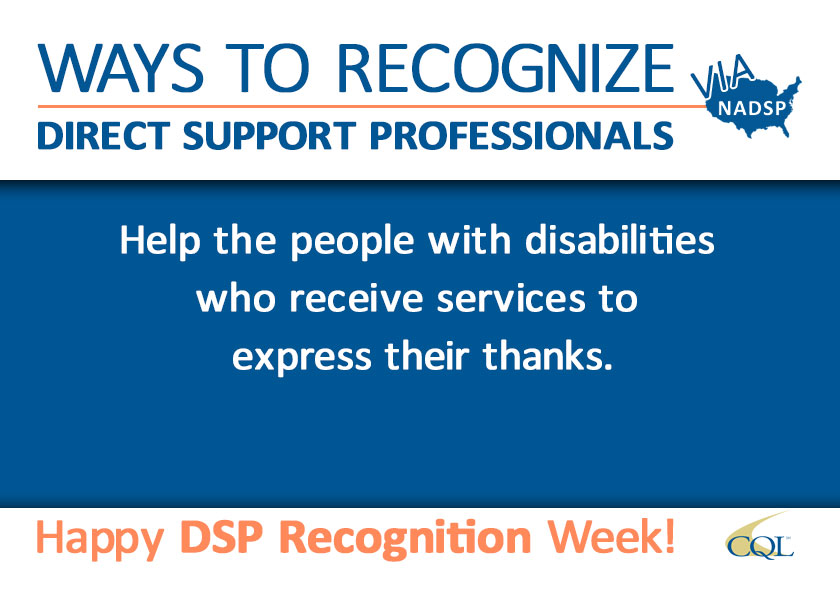 WAYS TO RECOGNIZE
VIA
NADSP
DIRECT SUPPORT PROFESSIONALS
Help the people with disabilities
who receive services to
express their thanks.
Happy DSP Recognition Week!
CQL